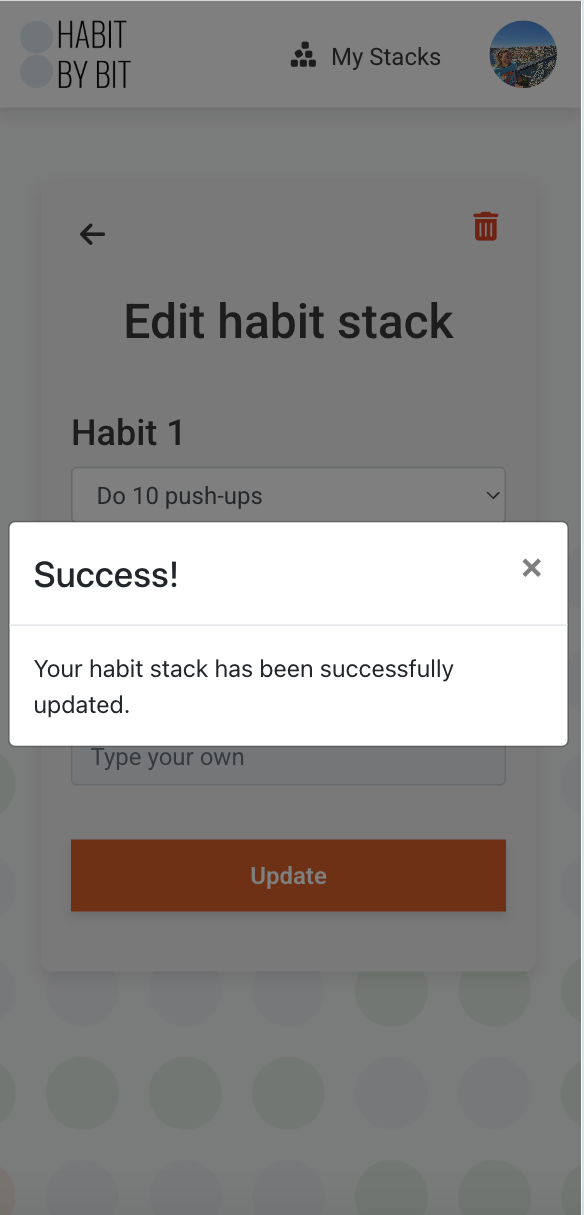 HABIT
BY BIT
My Stacks
Edit habit stack
Habit 1
Do 10 push-ups
Success!
×
Your habit stack has been successfully
updated.
Type your own
Update